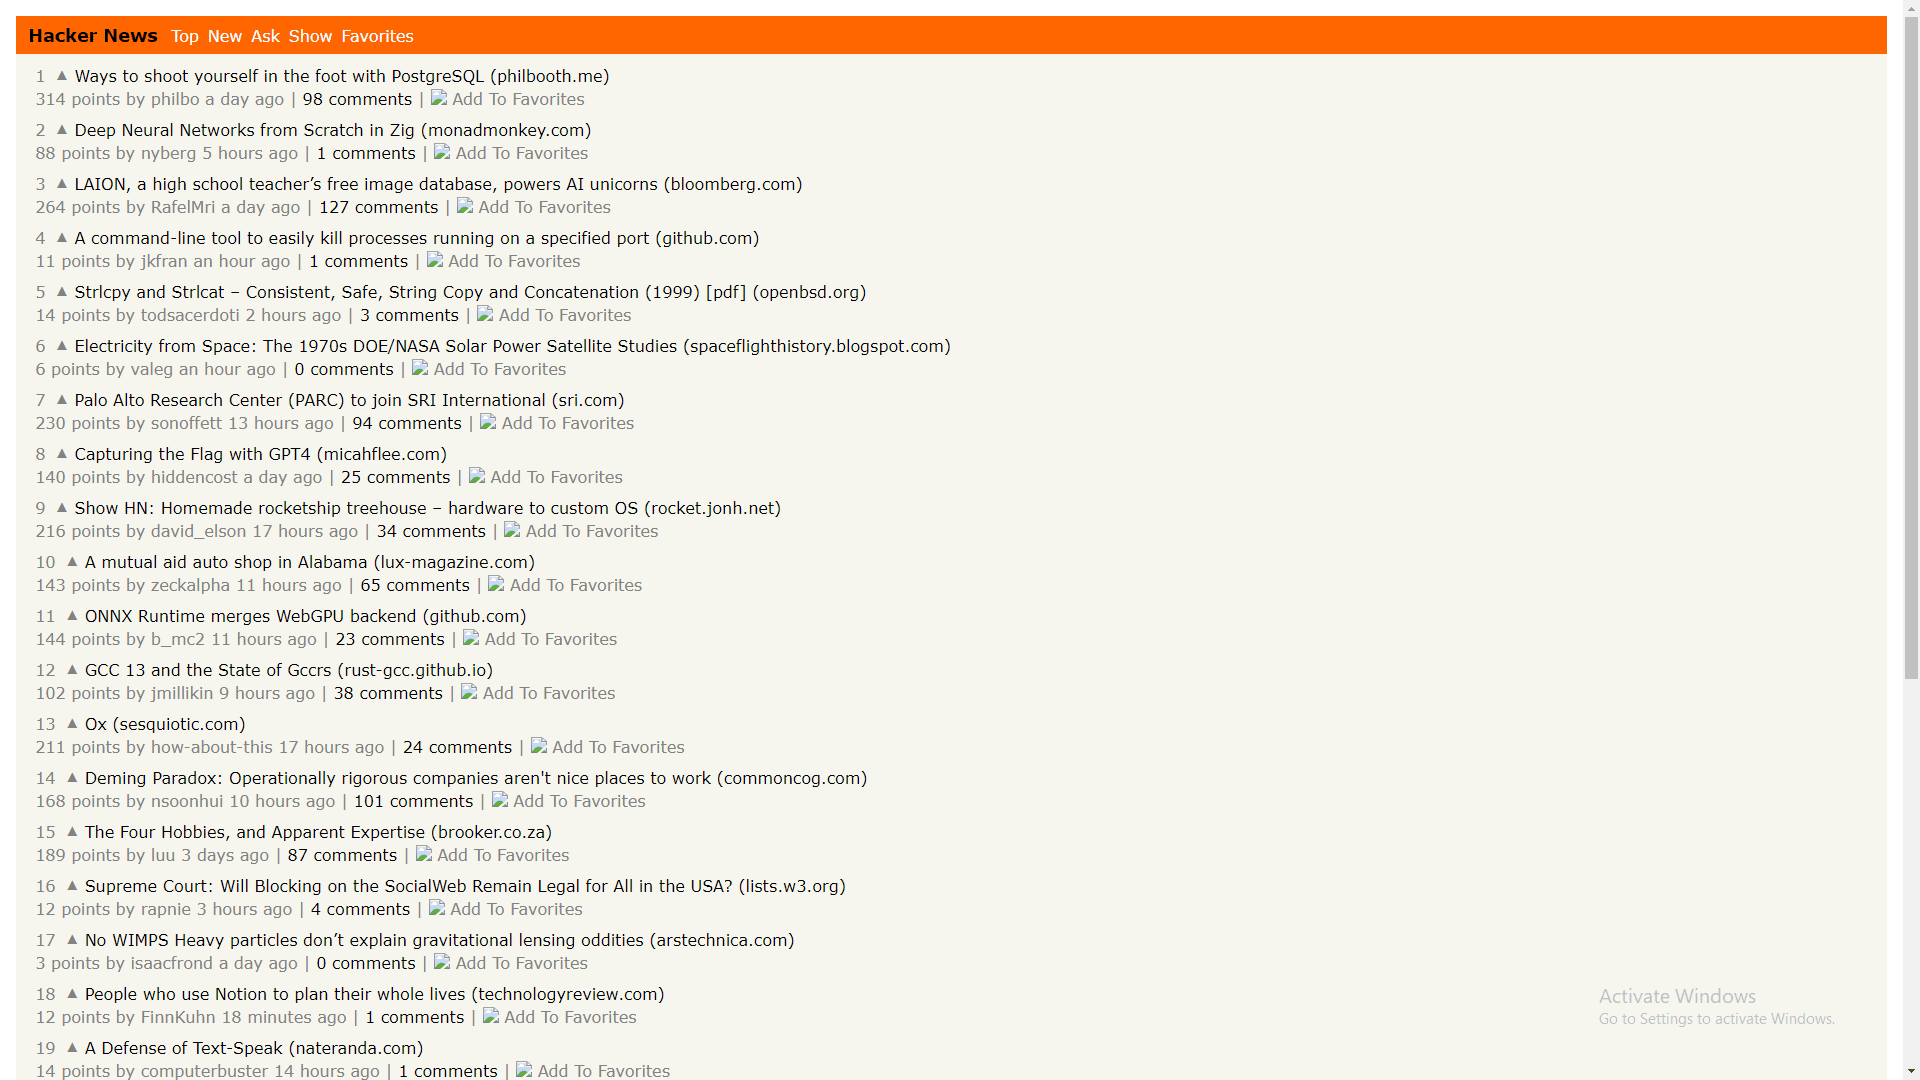 Hacker News Top New Ask Show Favorites
1 ▲ Ways to shoot yourself in the foot with PostgreSQL (philbooth.me)
314 points by philbo a day ago | 98 comments | Add To Favorites
2 ▲ Deep Neural Networks from Scratch in Zig (monadmonkey.com)
88 points by nyberg 5 hours ago | 1 comments | Add To Favorites
3 ▲ LAION, a high school teacher’s free image database, powers AI unicorns (bloomberg.com)
264 points by RafelMri a day ago | 127 comments | Add To Favorites
4 ▲ A command-line tool to easily kill processes running on a specified port (github.com)
11 points by jkfran an hour ago | 1 comments | Add To Favorites
5 ▲ Strlcpy and Strlcat – Consistent, Safe, String Copy and Concatenation (1999) [pdf] (openbsd.org)
14 points by todsacerdoti 2 hours ago | 3 comments | Add To Favorites
6 ▲ Electricity from Space: The 1970s DOE/NASA Solar Power Satellite Studies (spaceflighthistory.blogspot.com)
6 points by valeg an hour ago | 0 comments | Add To Favorites
7 ▲ Palo Alto Research Center (PARC) to join SRI International (sri.com)
230 points by sonoffett 13 hours ago | 94 comments | Add To Favorites
8 ▲ Capturing the Flag with GPT4 (micahflee.com)
140 points by hiddencost a day ago | 25 comments | Add To Favorites
9 ▲ Show HN: Homemade rocketship treehouse – hardware to custom OS (rocket.jonh.net)
216 points by david_elson 17 hours ago | 34 comments | Add To Favorites
10 ▲ A mutual aid auto shop in Alabama (lux-magazine.com)
143 points by zeckalpha 11 hours ago | 65 comments | Add To Favorites
11 ▲ ONNX Runtime merges WebGPU backend (github.com)
144 points by b_mc2 11 hours ago | 23 comments | Add To Favorites
12 ▲ GCC 13 and the State of Gccrs (rust-gcc.github.io)
102 points by jmillikin 9 hours ago | 38 comments | Add To Favorites
13 ▲ Ox (sesquiotic.com)
211 points by how-about-this 17 hours ago | 24 comments | Add To Favorites
14 ▲ Deming Paradox: Operationally rigorous companies aren't nice places to work (commoncog.com)
168 points by nsoonhui 10 hours ago | 101 comments | Add To Favorites
15 ▲ The Four Hobbies, and Apparent Expertise (brooker.co.za)
189 points by luu 3 days ago | 87 comments | Add To Favorites
16 ▲ Supreme Court: Will Blocking on the SocialWeb Remain Legal for All in the USA? (lists.w3.org)
12 points by rapnie 3 hours ago | 4 comments | Add To Favorites
17 ▲ No WIMPS Heavy particles don’t explain gravitational lensing oddities (arstechnica.com)
3 points by isaacfrond a day ago | 0 comments | Add To Favorites
18 ▲ People who use Notion to plan their whole lives (technologyreview.com)
12 points by FinnKuhn 18 minutes ago | 1 comments | Add To Favorites
19 ▲ A Defense of Text-Speak (nateranda.com)
14 points by computerbuster 14 hours ago | 1 comments | Add To Favorites
Activate Windows
Go to Settings to activate Windows.